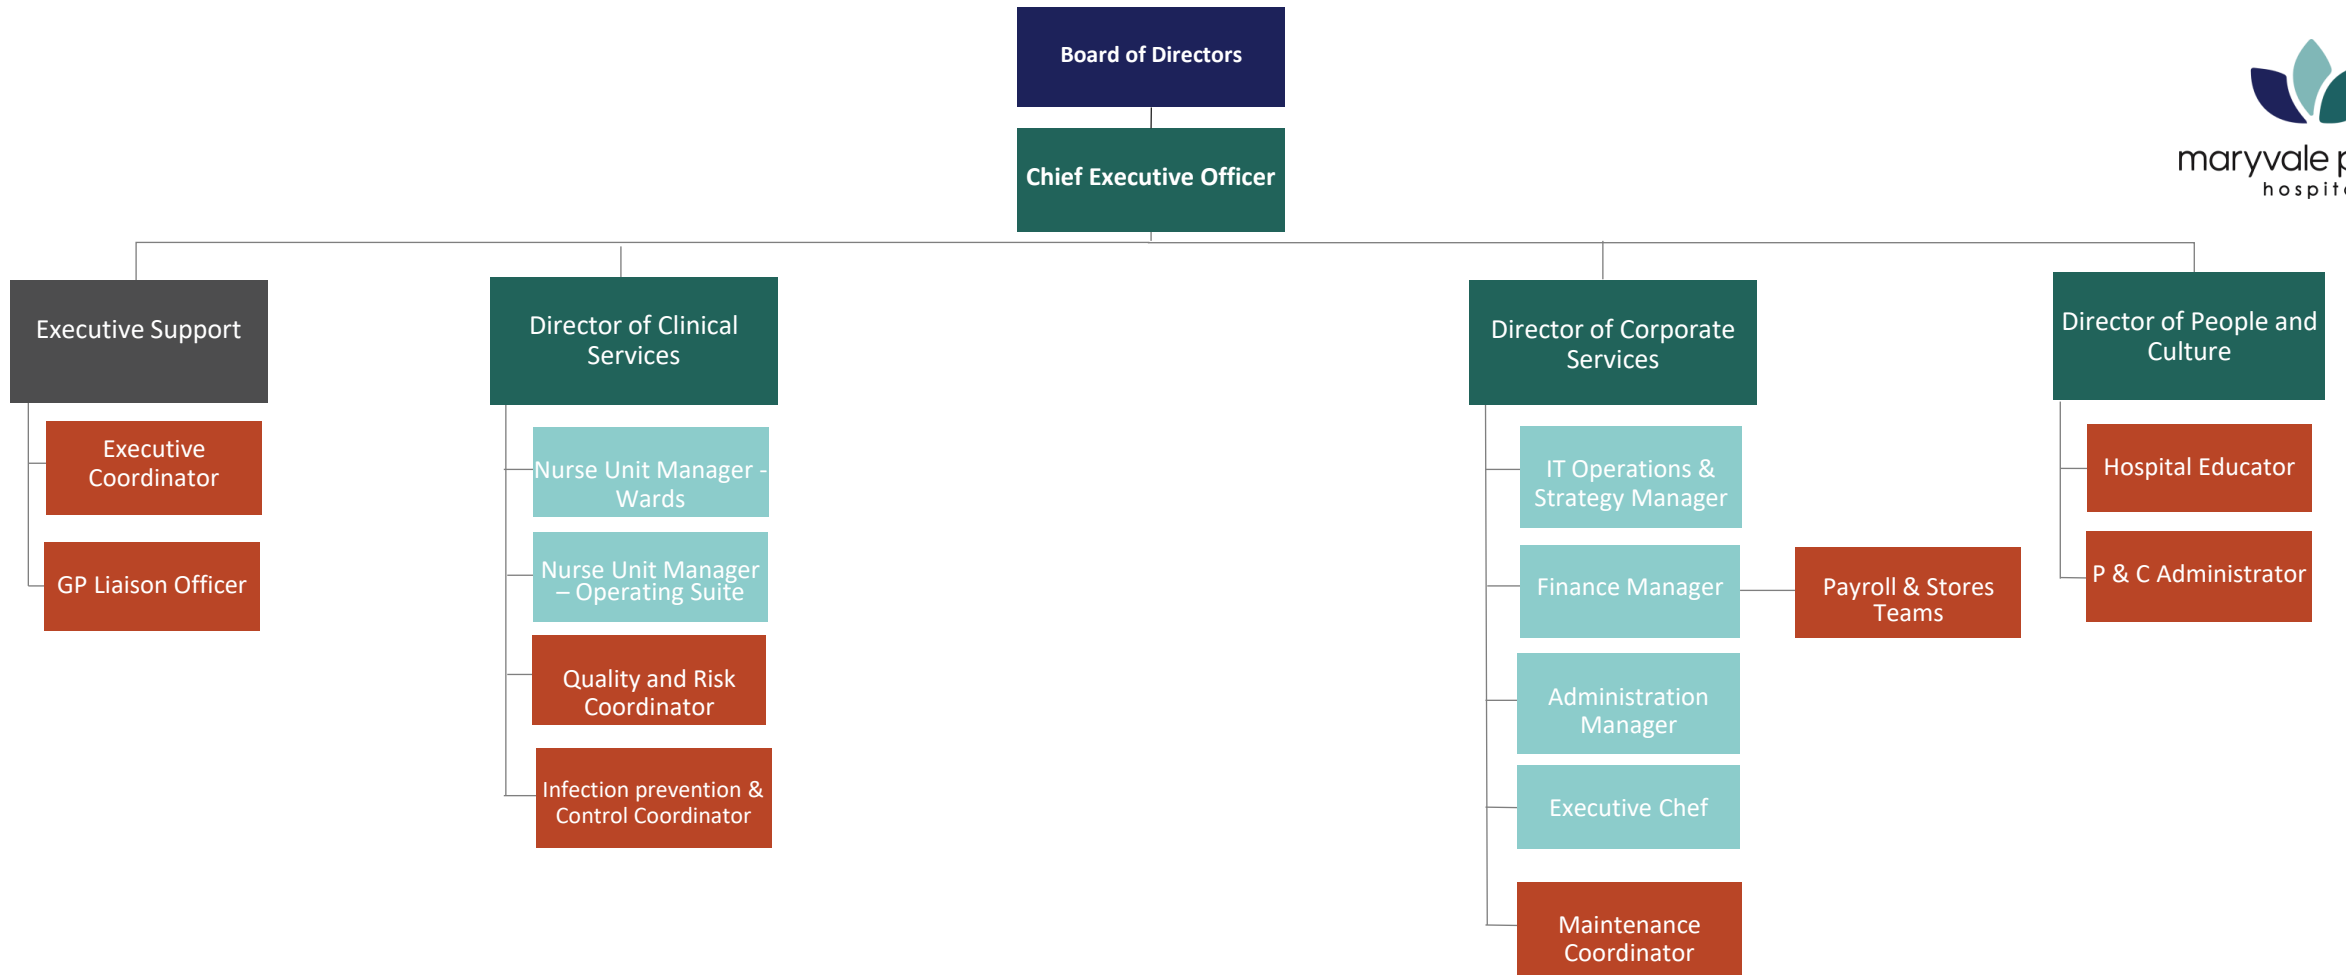 Board of Directors
Chief Executive Officer
maryvale
Executive Support
Director of Clinical
Services
Director of Corporate
Services
Director of People and
Culture
Executive
Coordinator
GP Liaison Officer
Nurse Unit Manager -
Wards
Nurse Unit Manager
– Operating Suite
Quality and Risk
Coordinator
Infection prevention &
Control Coordinator
IT Operations &
Strategy Manager
Finance Manager
Payroll & Stores
Teams
Administration
Manager
Executive Chef
Maintenance
Coordinator
Hospital Educator
P & C Administrator